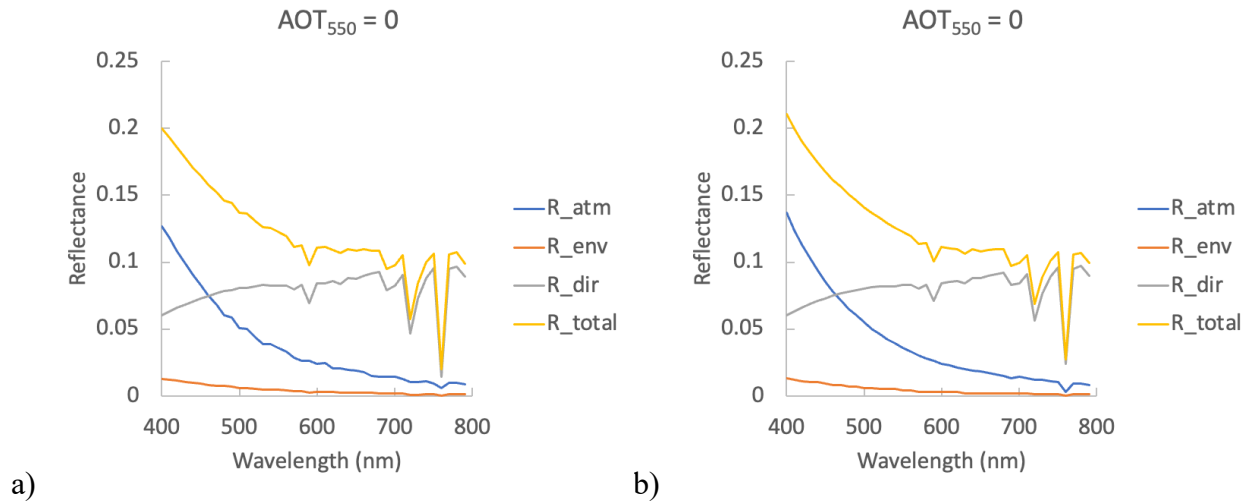 AOT550 = 0
0.25
0.2
0.15
0.1
0.05
0
Reflectance
400 500 600 700 800
Wavelength (nm)
R_atm
R_env
R_dir
R_total
a)
AOT550 = 0
0.25
0.2
0.15
0.1
0.05
0
Reflectance
400 500 600 700 800
Wavelength (nm)
R_atm
R_env
R_dir
R_total
b)